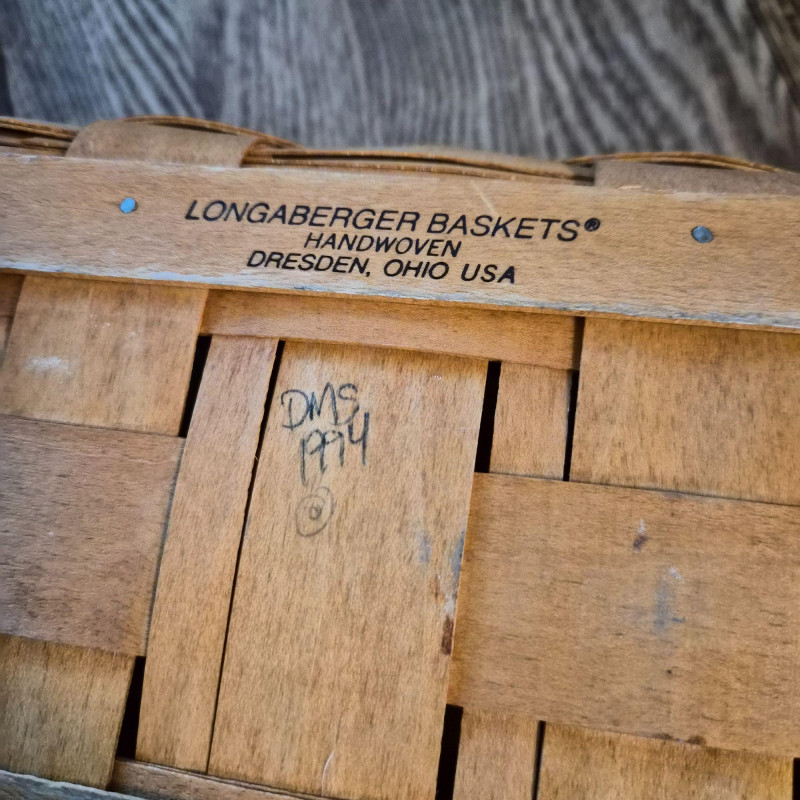 LONGABERGER BASKETS®
HANDWOVEN
DRESDEN, OHIO USA
DMS
1994